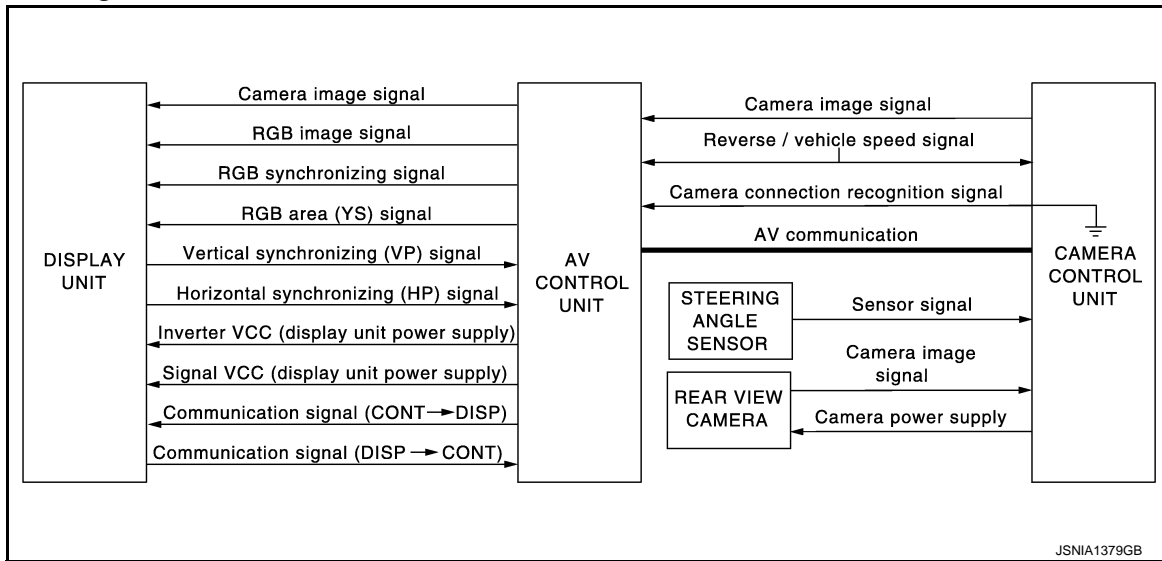 Camera image signal
RGB image signal
RGB synchronizing signal
RGB area (YS) signal
Vertical synchronizing (VP) signal
Horizontal synchronizing (HP) signal
Inverter VCC (display unit power supply)
Signal VCC (display unit power supply)
Communication signal (CONT→DISP)
Communication signal (DISP → CONT)
DISPLAY
UNIT
AV
CONTROL
UNIT
Camera image signal
Reverse / vehicle speed signal
Camera connection recognition signal
AV communication
STEERING
ANGLE
SENSOR
Sensor signal
Camera image
signal
REAR VIEW
CAMERA
Camera power supply
CAMERA
CONTROL
UNIT
JSNIA1379GB